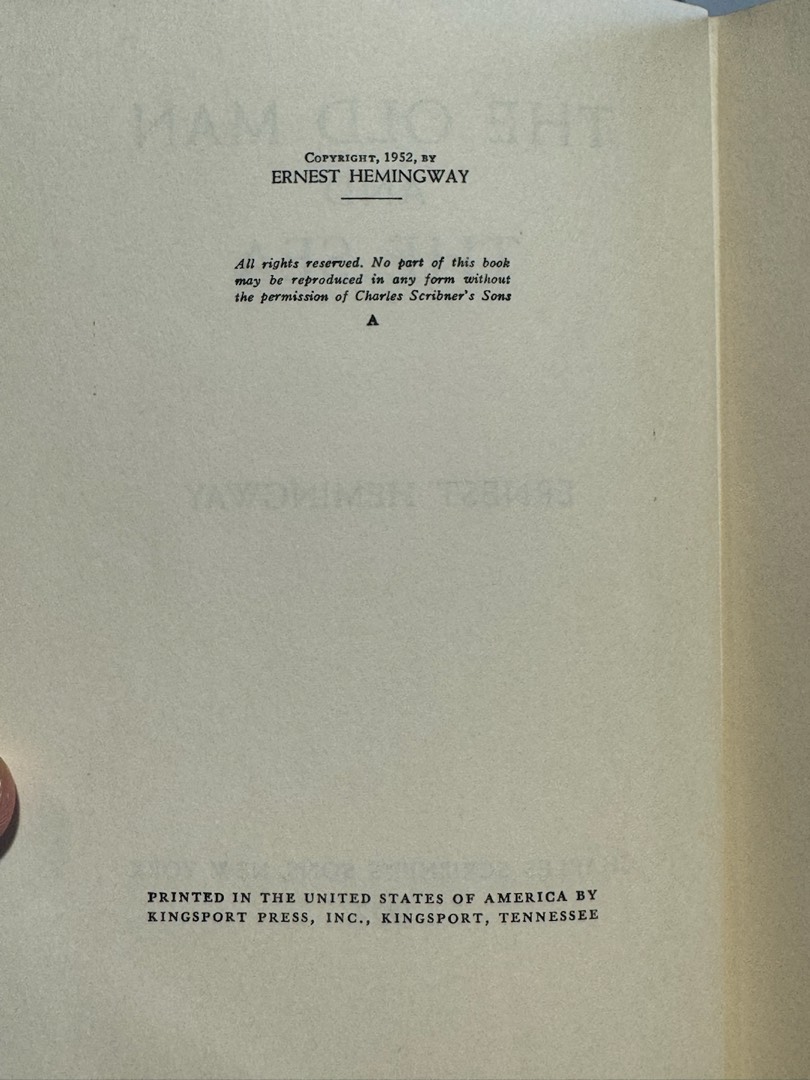 COPYRIGHT, 1952, BY
ERNEST HEMINGWAY
All rights reserved. No part of this book
may be reproduced in any form without
the permission of Charles Scribner's Sons
A
PRINTED IN THE UNITED STATES OF AMERICA BY
KINGSPORT PRESS, INC., KINGSPORT, TENNESSEE